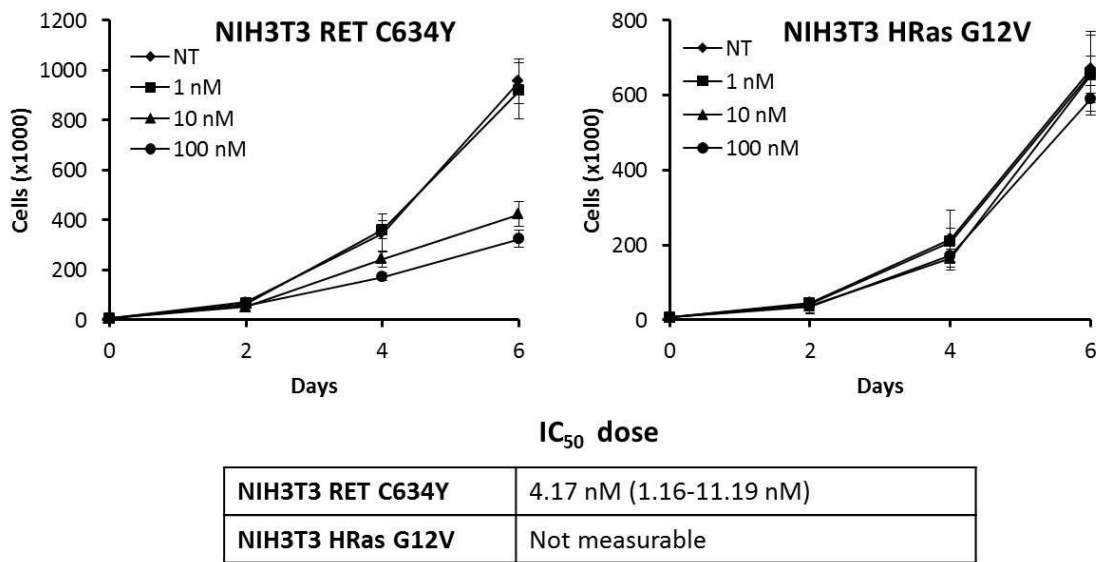 NIH3T3 RET C634Y
NT
1 nM
10 nM
100 nM
1200
1000
800
600
400
200
0
Cells (x1000)
0 2 4 6
Days
NIH3T3 HRas G12V
NT
1 nM
10 nM
100 nM
800
600
400
200
0
Cells (x1000)
0 2 4 6
Days
IC₅₀ dose
NIH3T3 RET C634Y 4.17 nM (1.16-11.19 nM)
NIH3T3 HRas G12V Not measurable